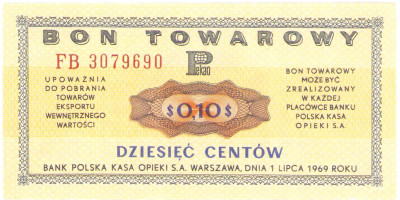 BON TOWAROWY
FB 3079690
Pekao
UPOWAŻNIA
DO POBRANIA
TOWARÓW
EKSPORTU
WEWNĘTRZNEGO
WARTOŚCI
$ 0,10 $
BON TOWAROWY
MOŻE BYĆ
ZREALIZOWANY
W KAŻDEJ
PLACÓWCE BANKU
POLSKA KASA
OPIEKI S.A.
DZIESIĘĆ CENTÓW
BANK POLSKA KASA OPIEKI S.A. WARSZAWA, DNIA 1 LIPCA 1969 ROKU